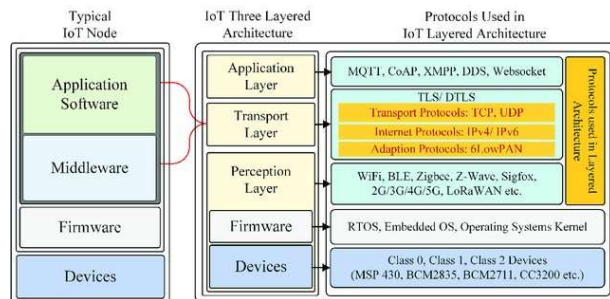 Typical
IoT Node
Application
Software
Middleware
Firmware
Devices
IoT Three Layered
Architecture
Application
Layer
Transport
Layer
Perception
Layer
Firmware
Devices
Protocols Used in
IoT Layered Architecture
MQTT, CoAP, XMPP, DDS, Websocket
TLS/ DTLS
Transport Protocols: TCP, UDP
Internet Protocols: IPv4/ IPv6
Adaption Protocols: 6LowPAN
WiFi, BLE, Zigbee, Z-Wave, Sigfox,
2G/3G/4G/5G, LoRaWAN etc.
RTOS, Embedded OS, Operating Systems Kernel
Class 0, Class 1, Class 2 Devices
(MSP 430, BCM2835, BCM2711, CC3200 etc.)
Protocols used in Layered
Architecture